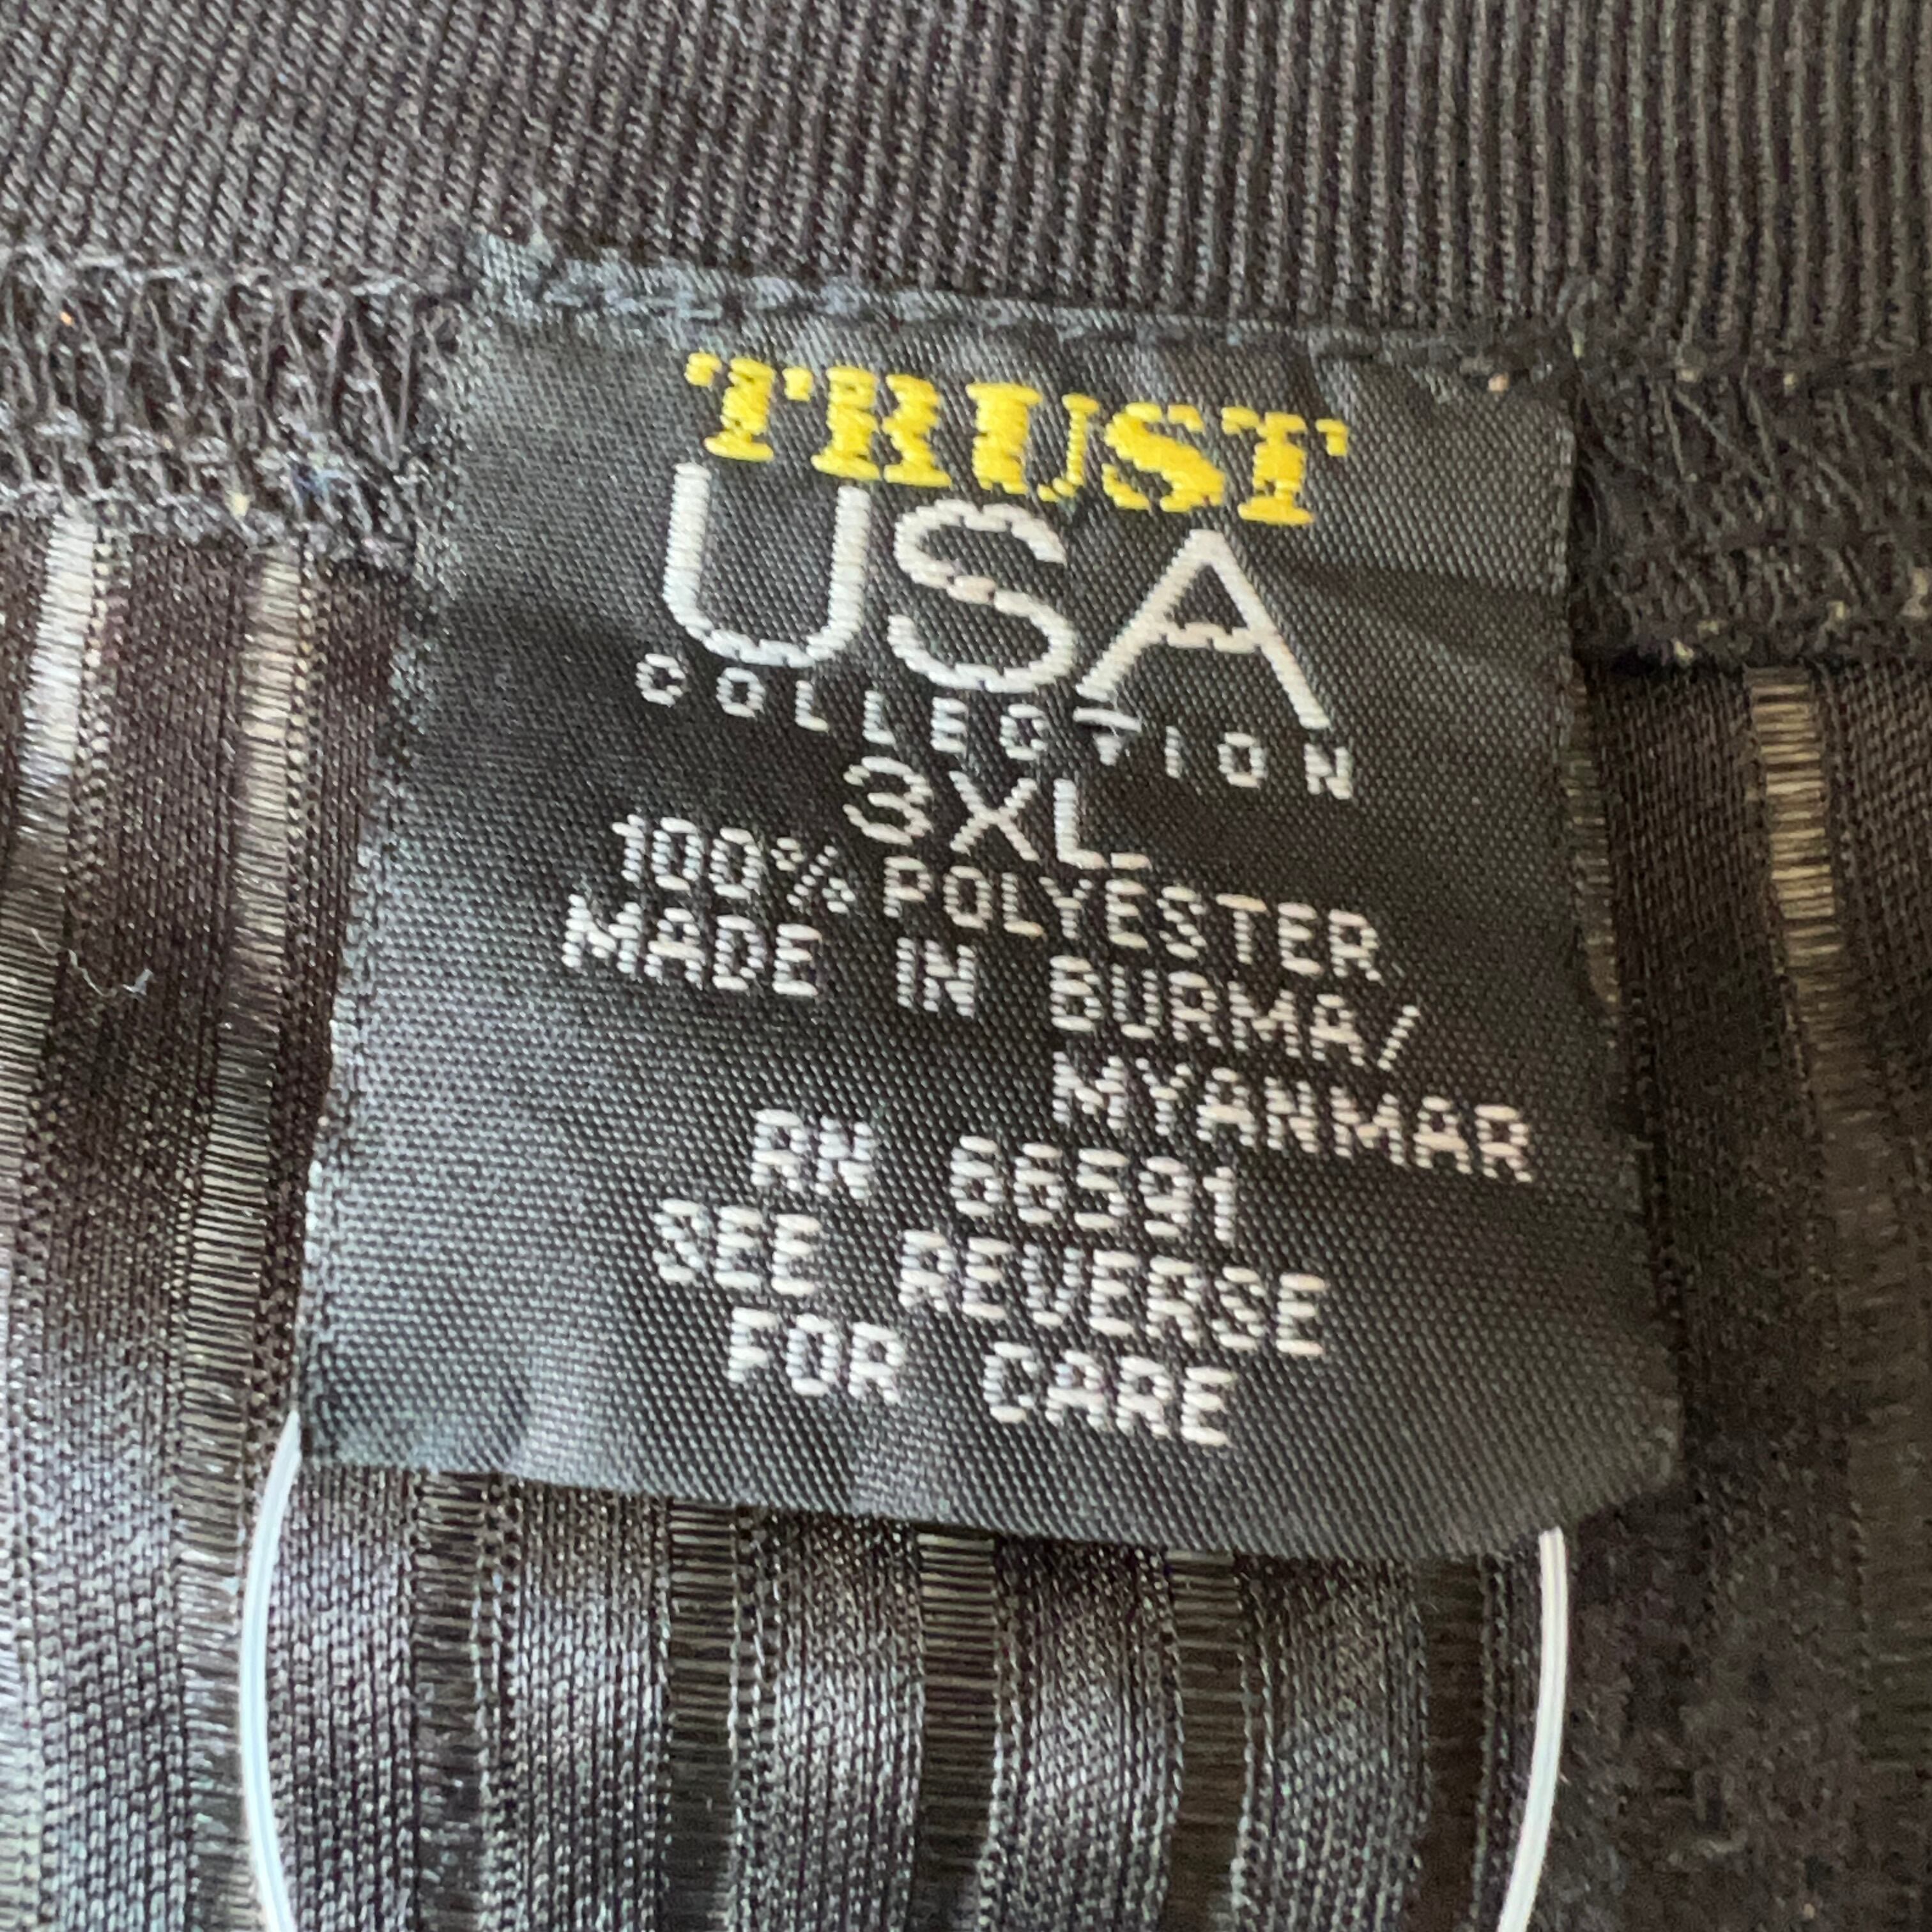 TRUST
USA
COLLECTION
3XL
100% POLYESTER
MADE IN BURMA/
MYANMAR
RN 66591
SEE REVERSE
FOR CARE